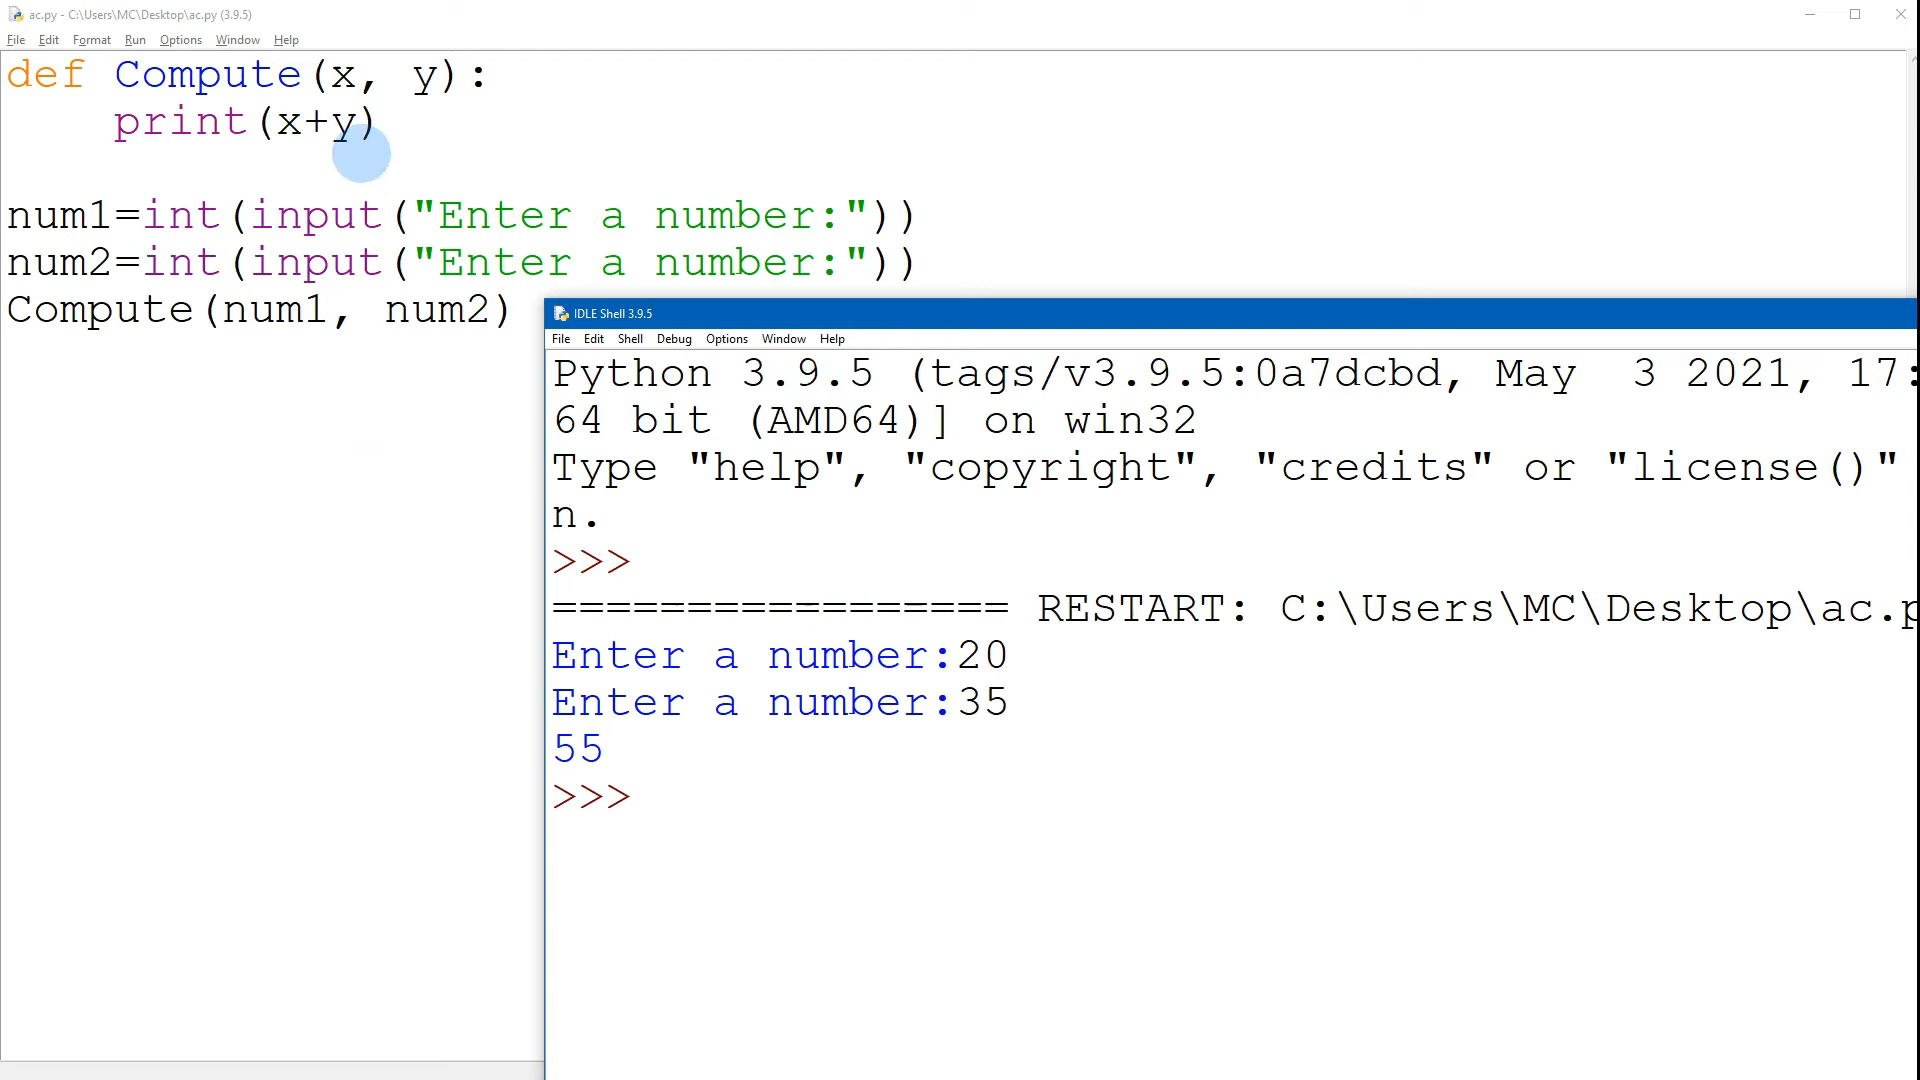 ac.py - C:\Users\MC\Desktop\ac.py (3.9.5)
File Edit Format Run Options Window Help
def Compute(x, y):
    print(x+y)
num1=int(input("Enter a number:"))
num2=int(input("Enter a number:"))
Compute(num1, num2)
IDLE Shell 3.9.5
File Edit Shell Debug Options Window Help
Python 3.9.5 (tags/v3.9.5:0a7dcbd, May  3 2021, 17:
64 bit (AMD64)] on win32
Type "help", "copyright", "credits" or "license()"
n.
>>>
================= RESTART: C:\Users\MC\Desktop\ac.p
Enter a number:20
Enter a number:35
55
>>>